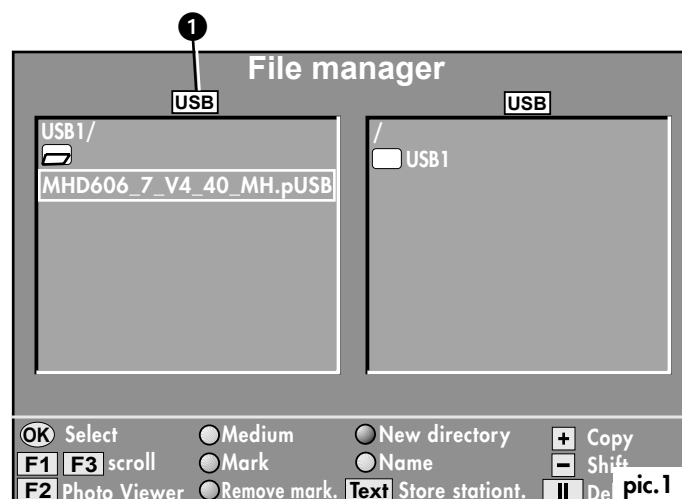 1
File manager
USB USB
USB1/ /
USB1
MHD606_7_V4_40_MH.pUSB
OK Select Medium New directory + Copy
F1 F3 scroll Mark Name −
F2 Photo Viewer Remove mark. Text Store stationt. II
pic.1